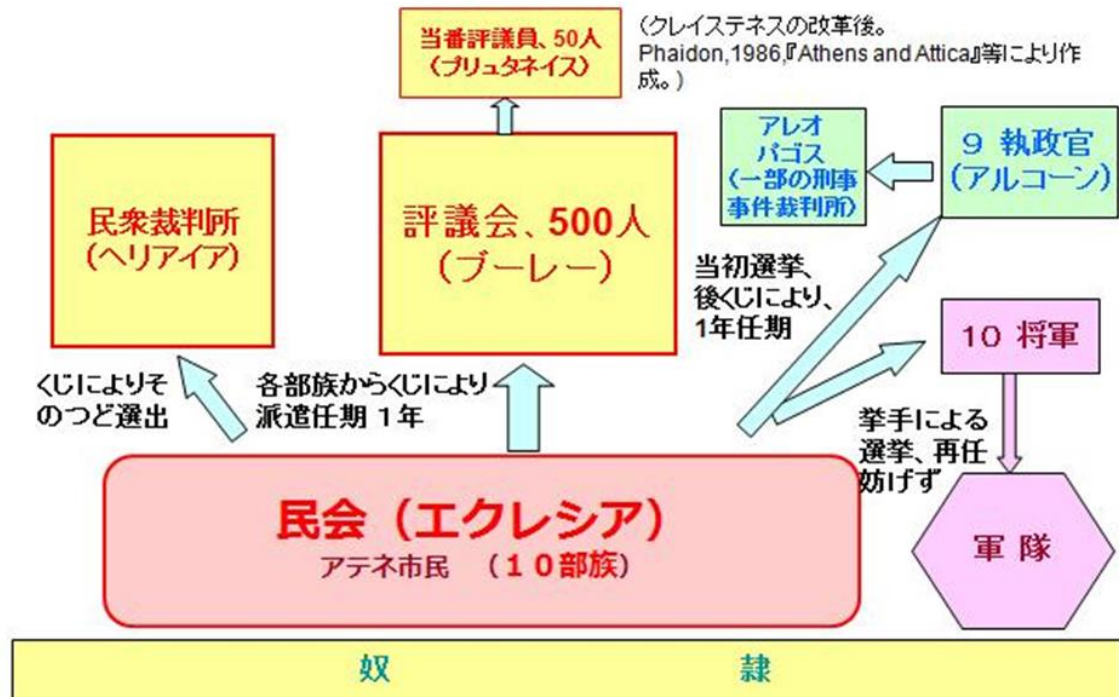 当番評議員、50人
(プリュタネイス)
(クレイステネスの改革後。
Phaidon,1986,『Athens and Attica』等により作
成。)
民衆裁判所
(ヘリアイア)
評議会、500人
(ブーレー)
アレオ
パゴス
(一部の刑事
事件裁判所)
9 執政官
(アルコーン)
当初選挙、
後くじにより、
1年任期
10 将軍
くじによりそ
のつど選出
各部族からくじにより
派遣任期 1年
挙手による
選挙、再任
妨げず
民会(エクレシア)
アテネ市民 (10部族)
軍 隊
奴 隷